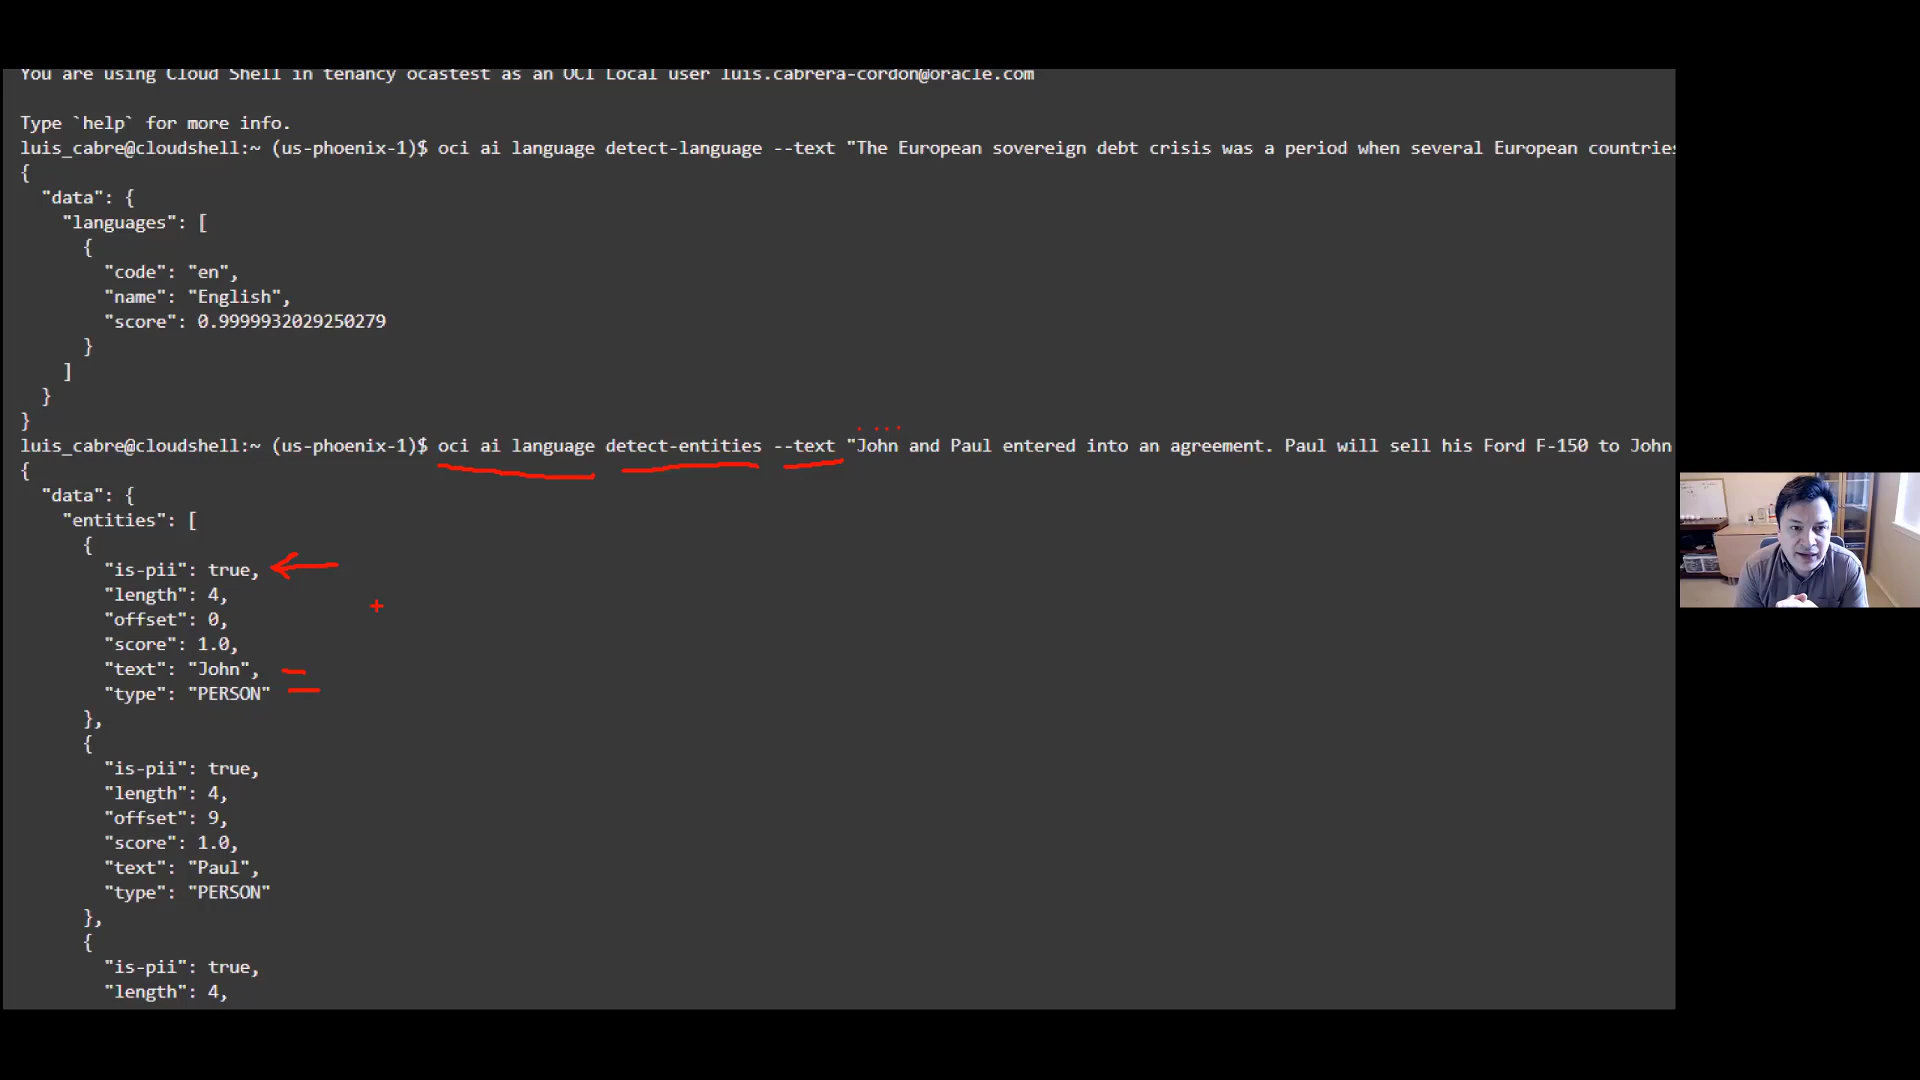 You are using Cloud Shell in tenancy ocastest as an OCI Local user luis.cabrera-cordon@oracle.com
Type `help` for more info.
luis_cabre@cloudshell:~ (us-phoenix-1)$ oci ai language detect-language --text "The European sovereign debt crisis was a period when several European countries
{
"data": {
"languages": [
{
"code": "en",
"name": "English",
"score": 0.9999932029250279
}
]
}
}
luis_cabre@cloudshell:~ (us-phoenix-1)$ oci ai language detect-entities --text "John and Paul entered into an agreement. Paul will sell his Ford F-150 to John
{
"data": {
"entities": [
{
"is-pii": true,
"length": 4,
"offset": 0,
"score": 1.0,
"text": "John",
"type": "PERSON"
},
{
"is-pii": true,
"length": 4,
"offset": 9,
"score": 1.0,
"text": "Paul",
"type": "PERSON"
},
{
"is-pii": true,
"length": 4,